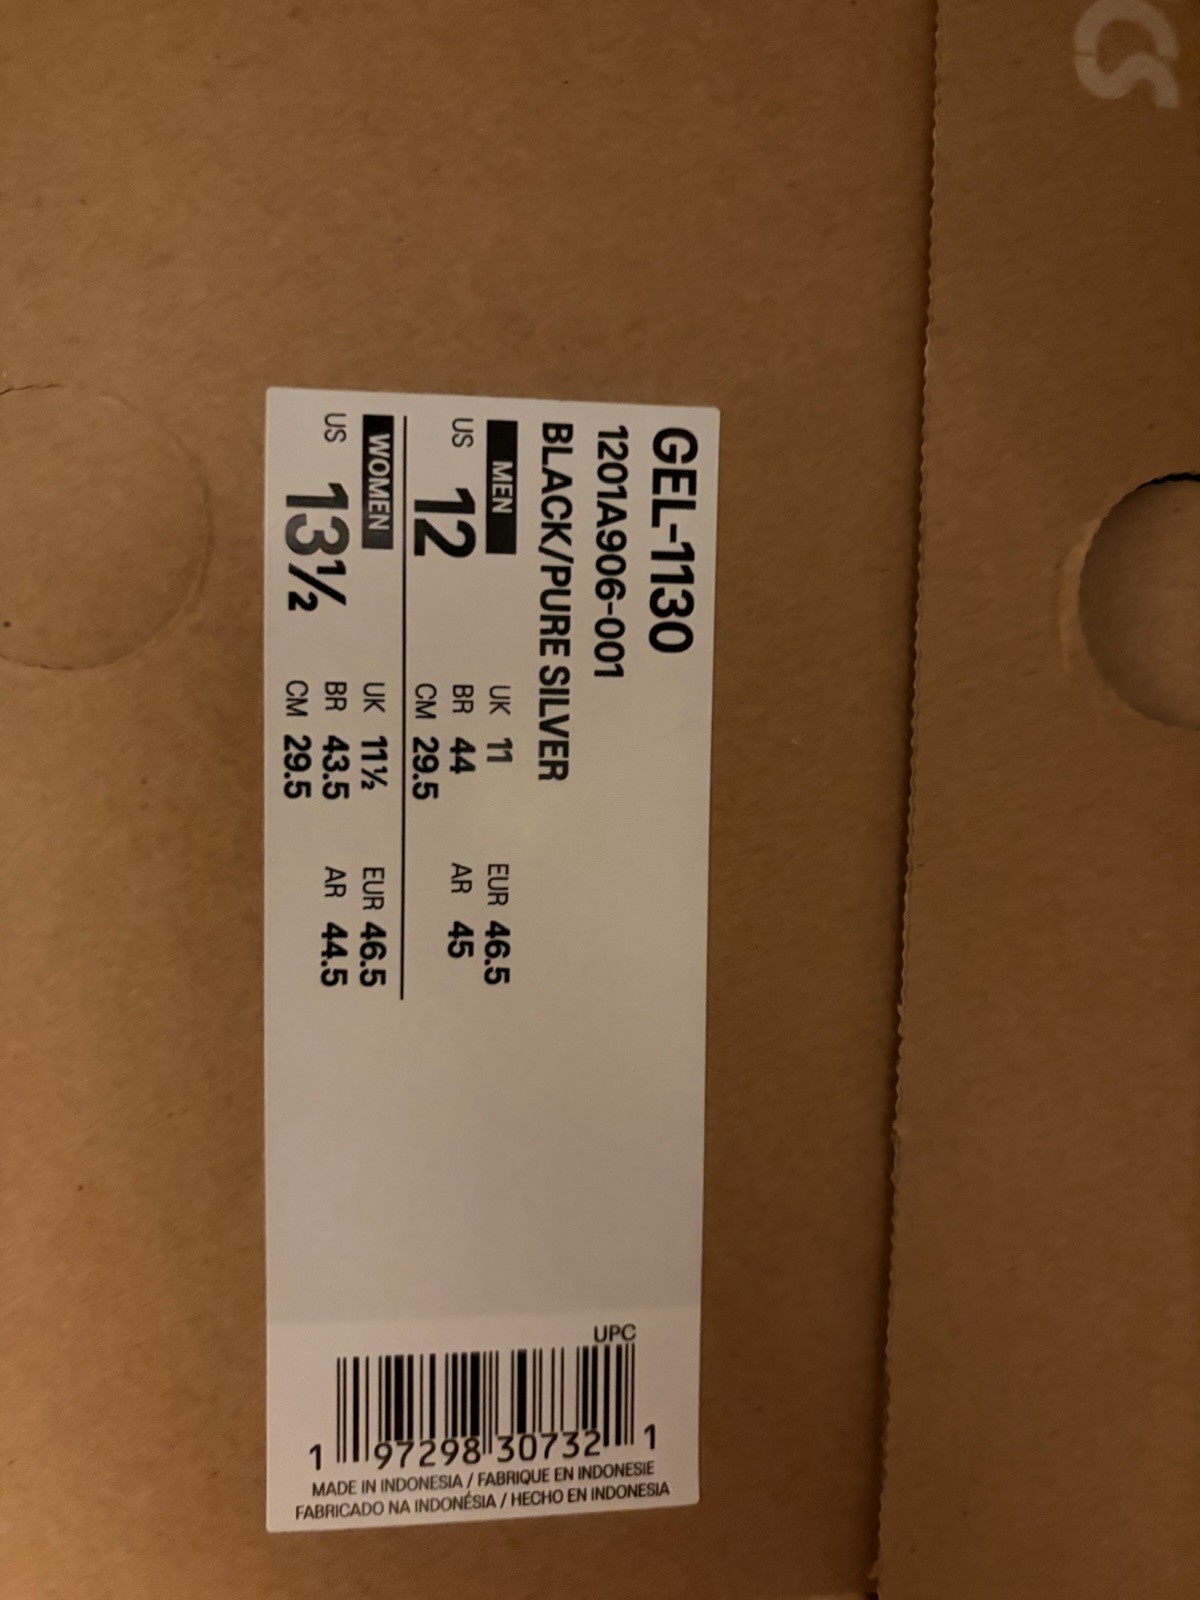 CS
GEL-1130
1201A906-001
BLACK/PURE SILVER
MEN
US 12
UK 11 EUR 46.5
BR 44 AR 45
CM 29.5
WOMEN
US 13½
UK 11½ EUR 46.5
BR 43.5 AR 44.5
CM 29.5
UPC
1 97298 30732 1
MADE IN INDONESIA / FABRIQUE EN INDONESIE
FABRICADO NA INDONÉSIA / HECHO EN INDONESIA